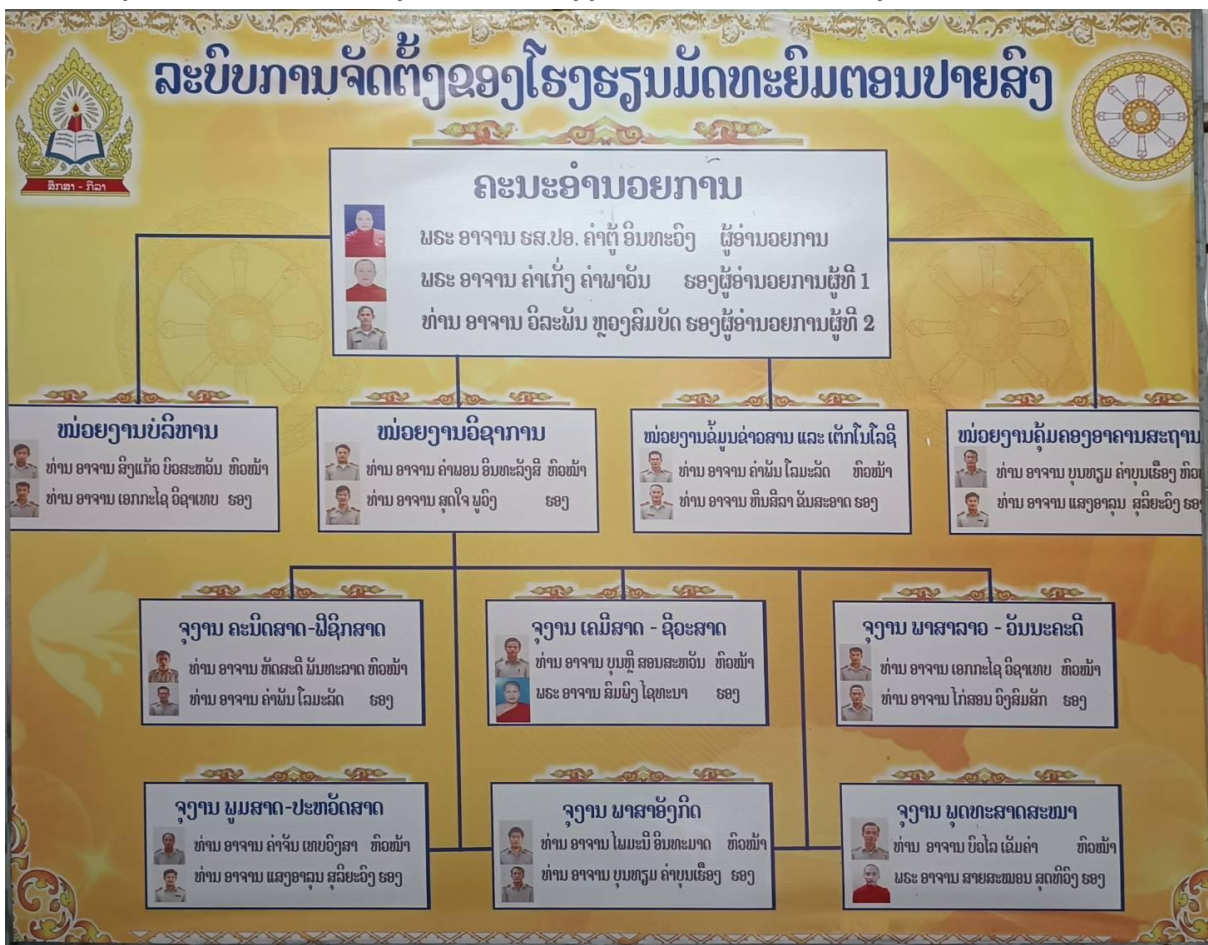 ລະບົບການຈັດຕັ້ງຂອງໂຮງຮຽນມັດທະຍົມຕອນປາຍສົງ
ສຶກສາ - ກິລາ
ຄະນະອຳນວຍການ
ພຣະ ອາຈານ ຮສ.ປອ. ຄຳຕູ້ ອິນທະວົງ ຜູ້ອຳນວຍການ
ພຣະ ອາຈານ ຄຳເກັ່ງ ຄຳພາວັນ ຮອງຜູ້ອຳນວຍການຜູ້ທີ 1
ທ່ານ ອາຈານ ວິລະພັນ ຫຼວງສົມບັດ ຮອງຜູ້ອຳນວຍການຜູ້ທີ 2
ໜ່ວຍງານບໍລິຫານ
ທ່ານ ອາຈານ ສິງແກ້ວ ບົວສະຫວັນ ຫົວໜ້າ
ທ່ານ ອາຈານ ເອກກະໄຊ ວິຊາເທບ ຮອງ
ໜ່ວຍງານວິຊາການ
ທ່ານ ອາຈານ ຄຳພອນ ອິນທະລັງສີ ຫົວໜ້າ
ທ່ານ ອາຈານ ສຸດໃຈ ພູວົງ ຮອງ
ໜ່ວຍງານຂໍ້ມູນຂ່າວສານ ແລະ ເຕັກໂນໂລຊີ
ທ່ານ ອາຈານ ຄຳພັນ ໂລມະລັດ ຫົວໜ້າ
ທ່ານ ອາຈານ ຫີນສີລາ ຂັນສະອາດ ຮອງ
ໜ່ວຍງານຄຸ້ມຄອງອາຄານສະຖານ
ທ່ານ ອາຈານ ບຸນທຽມ ຄຳບຸນເຮືອງ ຫົວ
ທ່ານ ອາຈານ ແສງອາລຸນ ສຸລິຍະວົງ ຮອງ
ຈຸງານ ຄະນິດສາດ-ຟີຊິກສາດ
ທ່ານ ອາຈານ ຫັດສະດີ ພັນທະລາດ ຫົວໜ້າ
ທ່ານ ອາຈານ ຄຳພັນ ໂລມະລັດ ຮອງ
ຈຸງານ ເຄມີສາດ - ຊີວະສາດ
ທ່ານ ອາຈານ ບຸນຫຼີ ສອນສະຫວັນ ຫົວໜ້າ
ພຣະ ອາຈານ ສົມພົງ ໄຊທະນາ ຮອງ
ຈຸງານ ພາສາລາວ - ວັນນະຄະດີ
ທ່ານ ອາຈານ ເອກກະໄຊ ວິຊາເທບ ຫົວໜ້າ
ທ່ານ ອາຈານ ໄກ່ສອນ ວົງສົມສັກ ຮອງ
ຈຸງານ ພູມສາດ-ປະຫວັດສາດ
ທ່ານ ອາຈານ ຄຳຈັນ ເທບວົງສາ ຫົວໜ້າ
ທ່ານ ອາຈານ ແສງອາລຸນ ສຸລິຍະວົງ ຮອງ
ຈຸງານ ພາສາອັງກິດ
ທ່ານ ອາຈານ ໄພມະນີ ອິນທະມາດ ຫົວໜ້າ
ທ່ານ ອາຈານ ບຸນທຽມ ຄຳບຸນເຮືອງ ຮອງ
ຈຸງານ ພຸດທະສາດສະໜາ
ທ່ານ ອາຈານ ບົວໄລ ເຂັມຄຳ ຫົວໜ້າ
ພຣະ ອາຈານ ສາຍສະໝອນ ສຸດທິວົງ ຮອງ